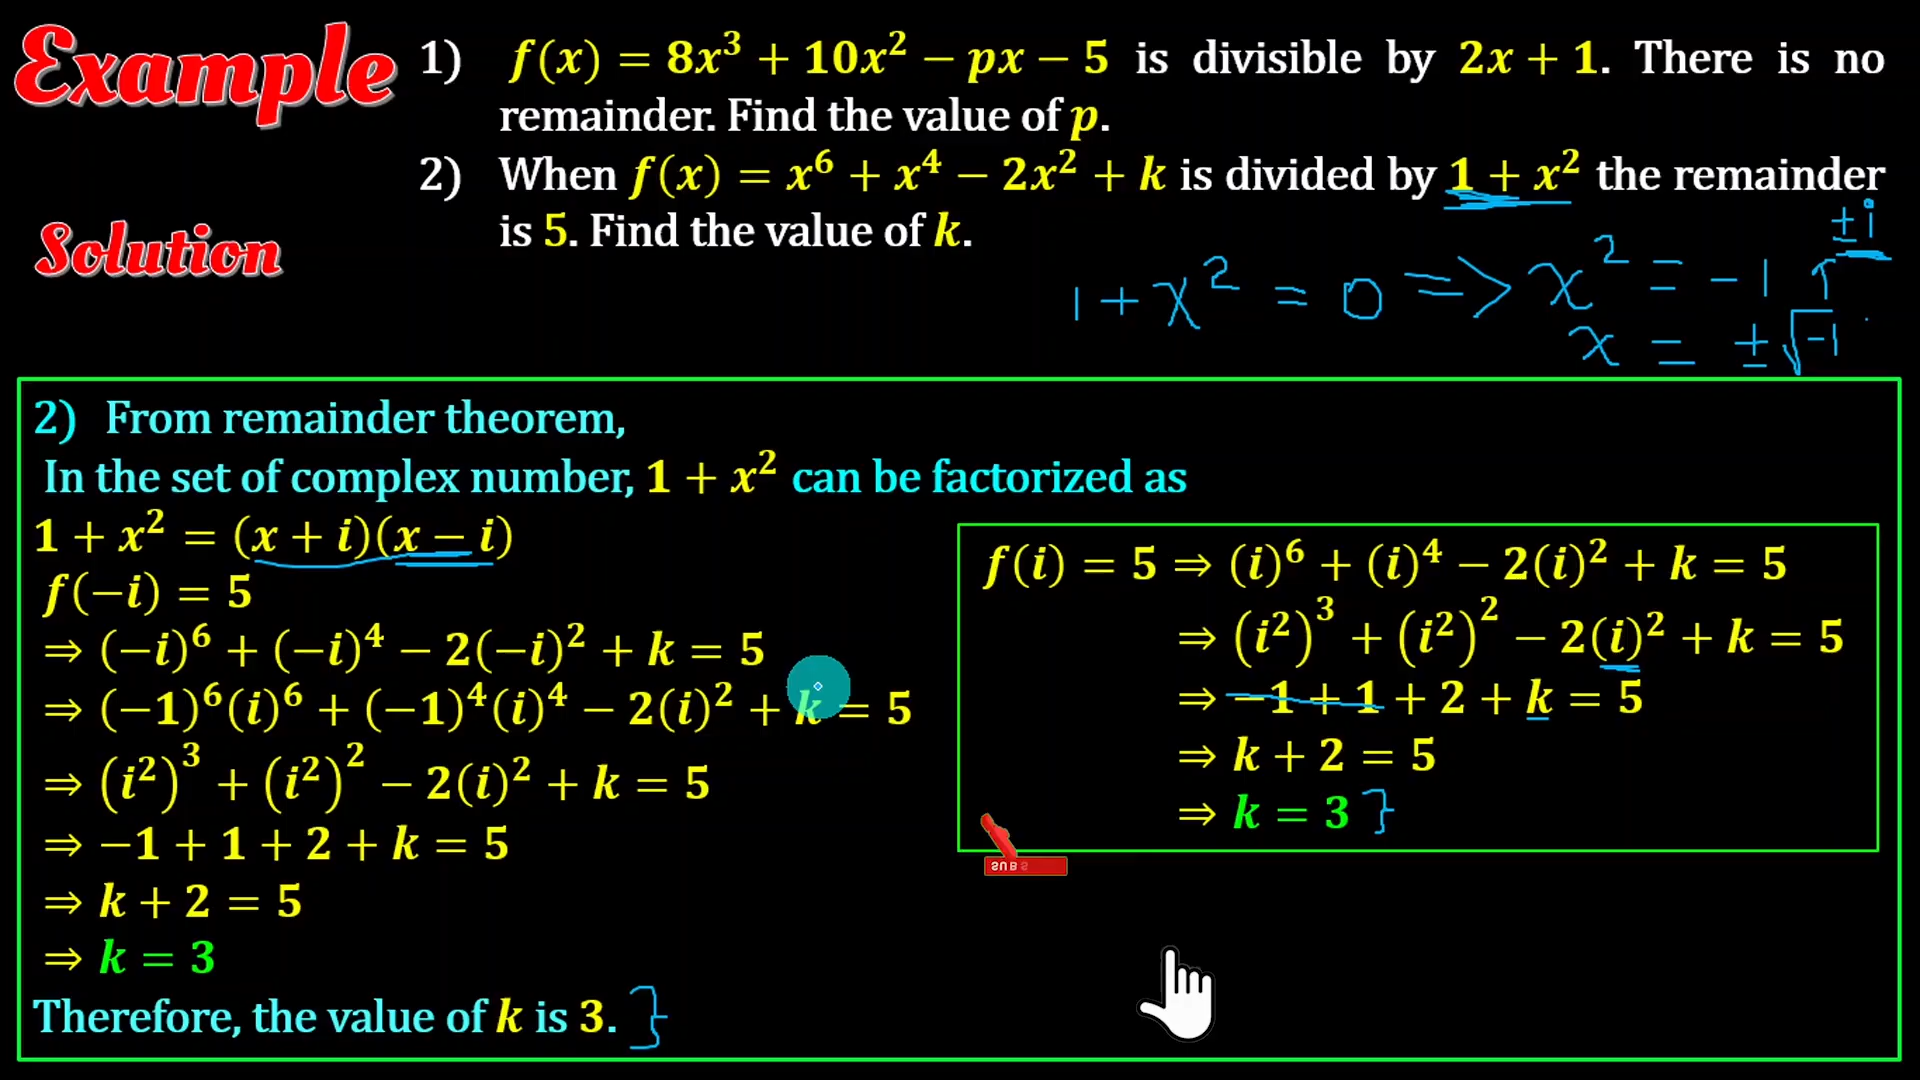 Example
1) f(x) = 8x³ + 10x² − px − 5 is divisible by 2x + 1. There is no
remainder. Find the value of p.
2) When f(x) = x⁶ + x⁴ − 2x² + k is divided by 1 + x² the remainder
is 5. Find the value of k.
Solution
±i
1 + x² = 0 => x² = −1
x = ±√−1
2) From remainder theorem,
In the set of complex number, 1 + x² can be factorized as
1 + x² = (x + i)(x − i)
f(−i) = 5
⇒ (−i)⁶ + (−i)⁴ − 2(−i)² + k = 5
⇒ (−1)⁶(i)⁶ + (−1)⁴(i)⁴ − 2(i)² + k = 5
⇒ (i²)³ + (i²)² − 2(i)² + k = 5
⇒ −1 + 1 + 2 + k = 5
⇒ k + 2 = 5
⇒ k = 3
Therefore, the value of k is 3.
f(i) = 5 ⇒ (i)⁶ + (i)⁴ − 2(i)² + k = 5
⇒ (i²)³ + (i²)² − 2(i)² + k = 5
⇒ −1 + 1 + 2 + k = 5
⇒ k + 2 = 5
⇒ k = 3